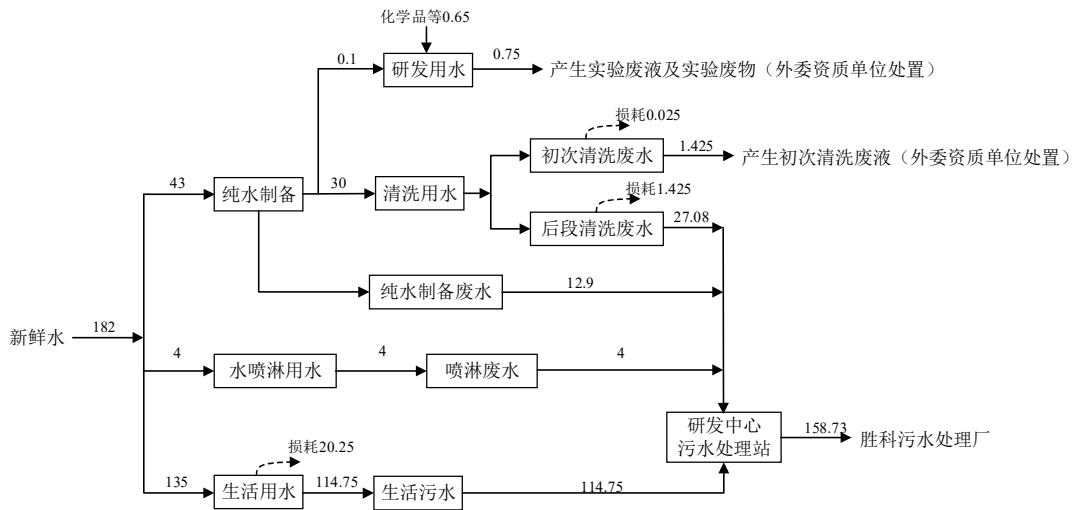 化学品等0.65
0.1
研发用水
0.75
产生实验废液及实验废物（外委资质单位处置）
损耗0.025
初次清洗废水
1.425
产生初次清洗废液（外委资质单位处置）
43
纯水制备
30
清洗用水
损耗1.425
后段清洗废水
27.08
纯水制备废水
12.9
新鲜水
182
4
水喷淋用水
4
喷淋废水
4
研发中心
污水处理站
158.73
胜科污水处理厂
损耗20.25
135
生活用水
114.75
生活污水
114.75